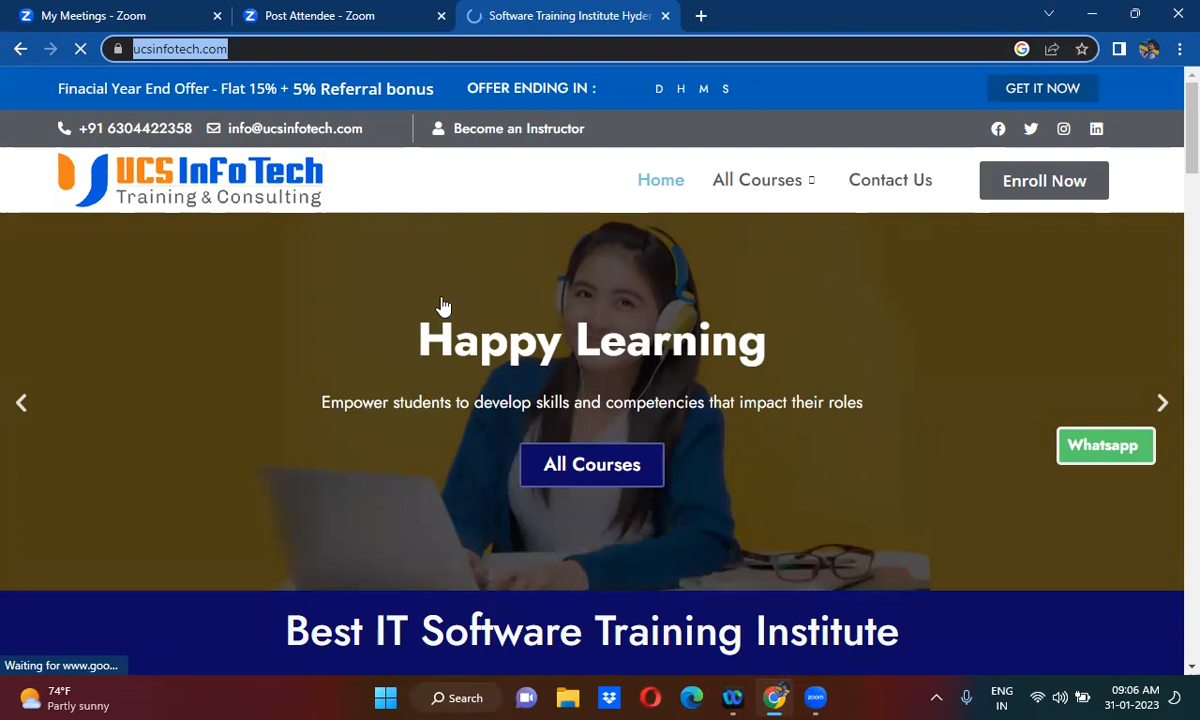 My Meetings - Zoom
Post Attendee - Zoom
Software Training Institute Hyder
ucsinfotech.com
Finacial Year End Offer - Flat 15% + 5% Referral bonus
OFFER ENDING IN :
D H M S
GET IT NOW
+91 6304422358
info@ucsinfotech.com
Become an Instructor
UCS InFoTech
Training & Consulting
Home
All Courses
Contact Us
Enroll Now
Happy Learning
Empower students to develop skills and competencies that impact their roles
All Courses
Whatsapp
Best IT Software Training Institute
Waiting for www.goo...
74°F
Partly sunny
Search
ENG
IN
09:06 AM
31-01-2023